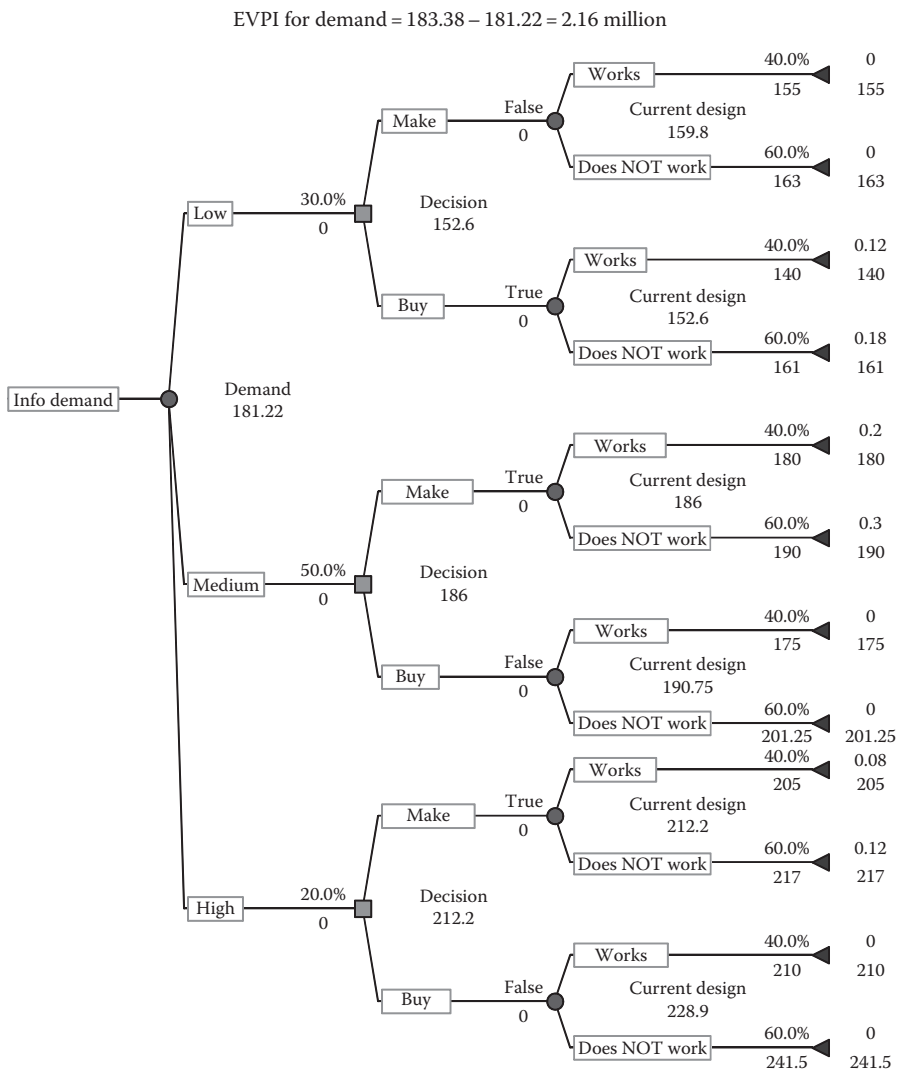 EVPI for demand = 183.38 – 181.22 = 2.16 million
40.0% 0
Works
155 155
False
Make
0
Current design
159.8
60.0% 0
Does NOT work
163 163
30.0%
Low
0
Decision
152.6
40.0% 0.12
Works
140 140
True
Buy
0
Current design
152.6
60.0% 0.18
Does NOT work
161 161
Info demand
Demand
181.22
40.0% 0.2
Works
180 180
True
Make
0
Current design
186
60.0% 0.3
Does NOT work
190 190
50.0%
Medium
0
Decision
186
40.0% 0
Works
175 175
False
Buy
0
Current design
190.75
60.0% 0
Does NOT work
201.25 201.25
40.0% 0.08
Works
205 205
True
Make
0
Current design
212.2
60.0% 0.12
Does NOT work
217 217
20.0%
High
0
Decision
212.2
40.0% 0
Works
210 210
False
Buy
0
Current design
228.9
60.0% 0
Does NOT work
241.5 241.5